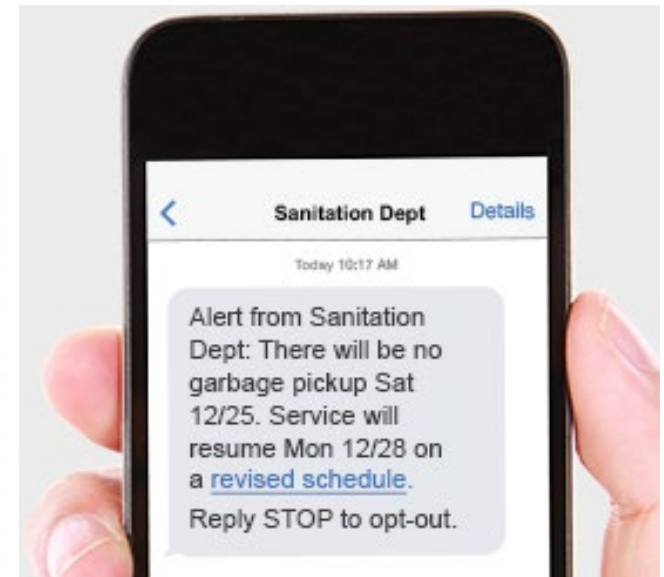 Sanitation Dept Details
Today 10:17 AM
Alert from Sanitation
Dept: There will be no
garbage pickup Sat
12/25. Service will
resume Mon 12/28 on
a revised schedule.
Reply STOP to opt-out.